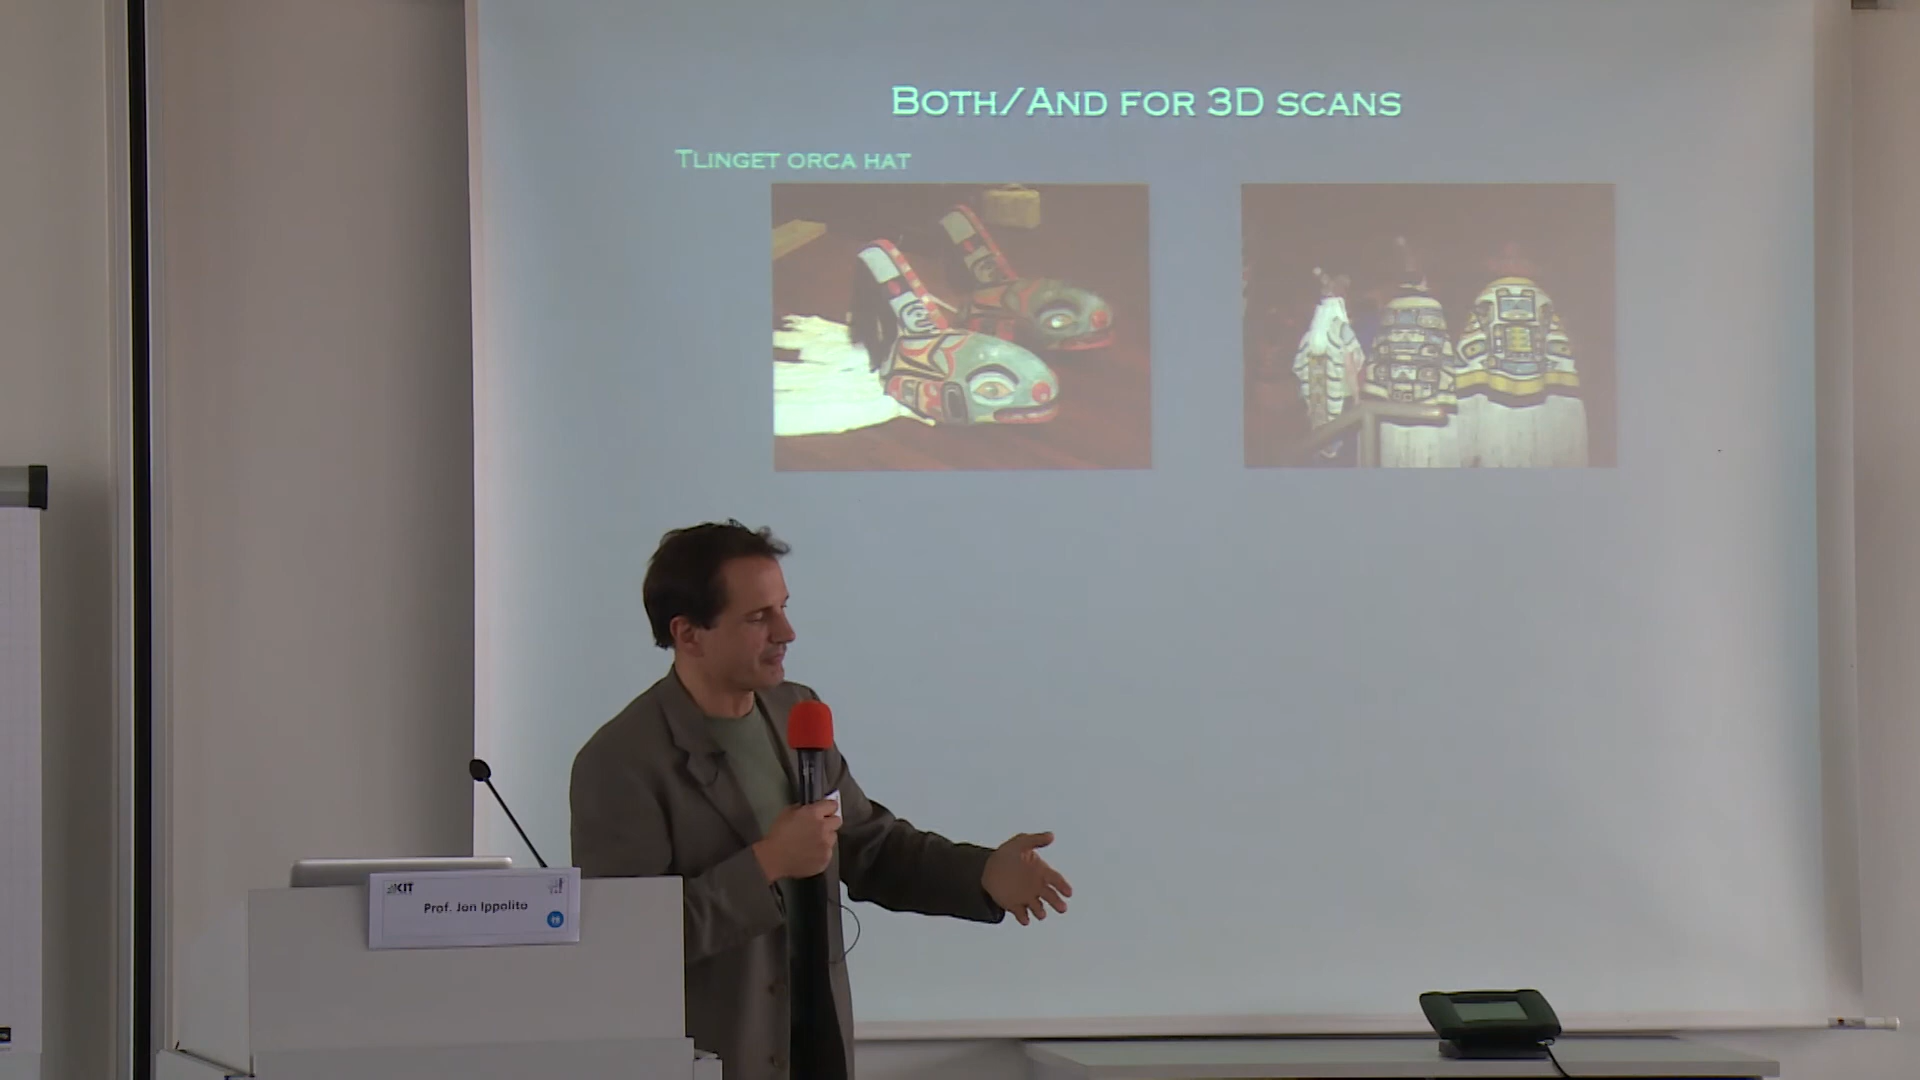 BOTH/AND FOR 3D SCANS
TLINGET ORCA HAT
KIT
Prof. Jon Ippolito